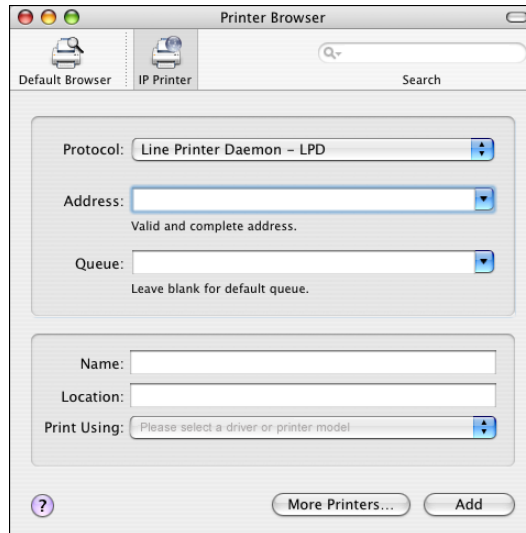 Printer Browser
Default Browser
IP Printer
Search
Protocol: Line Printer Daemon – LPD
Address:
Valid and complete address.
Queue:
Leave blank for default queue.
Name:
Location:
Print Using: Please select a driver or printer model
?
More Printers...
Add